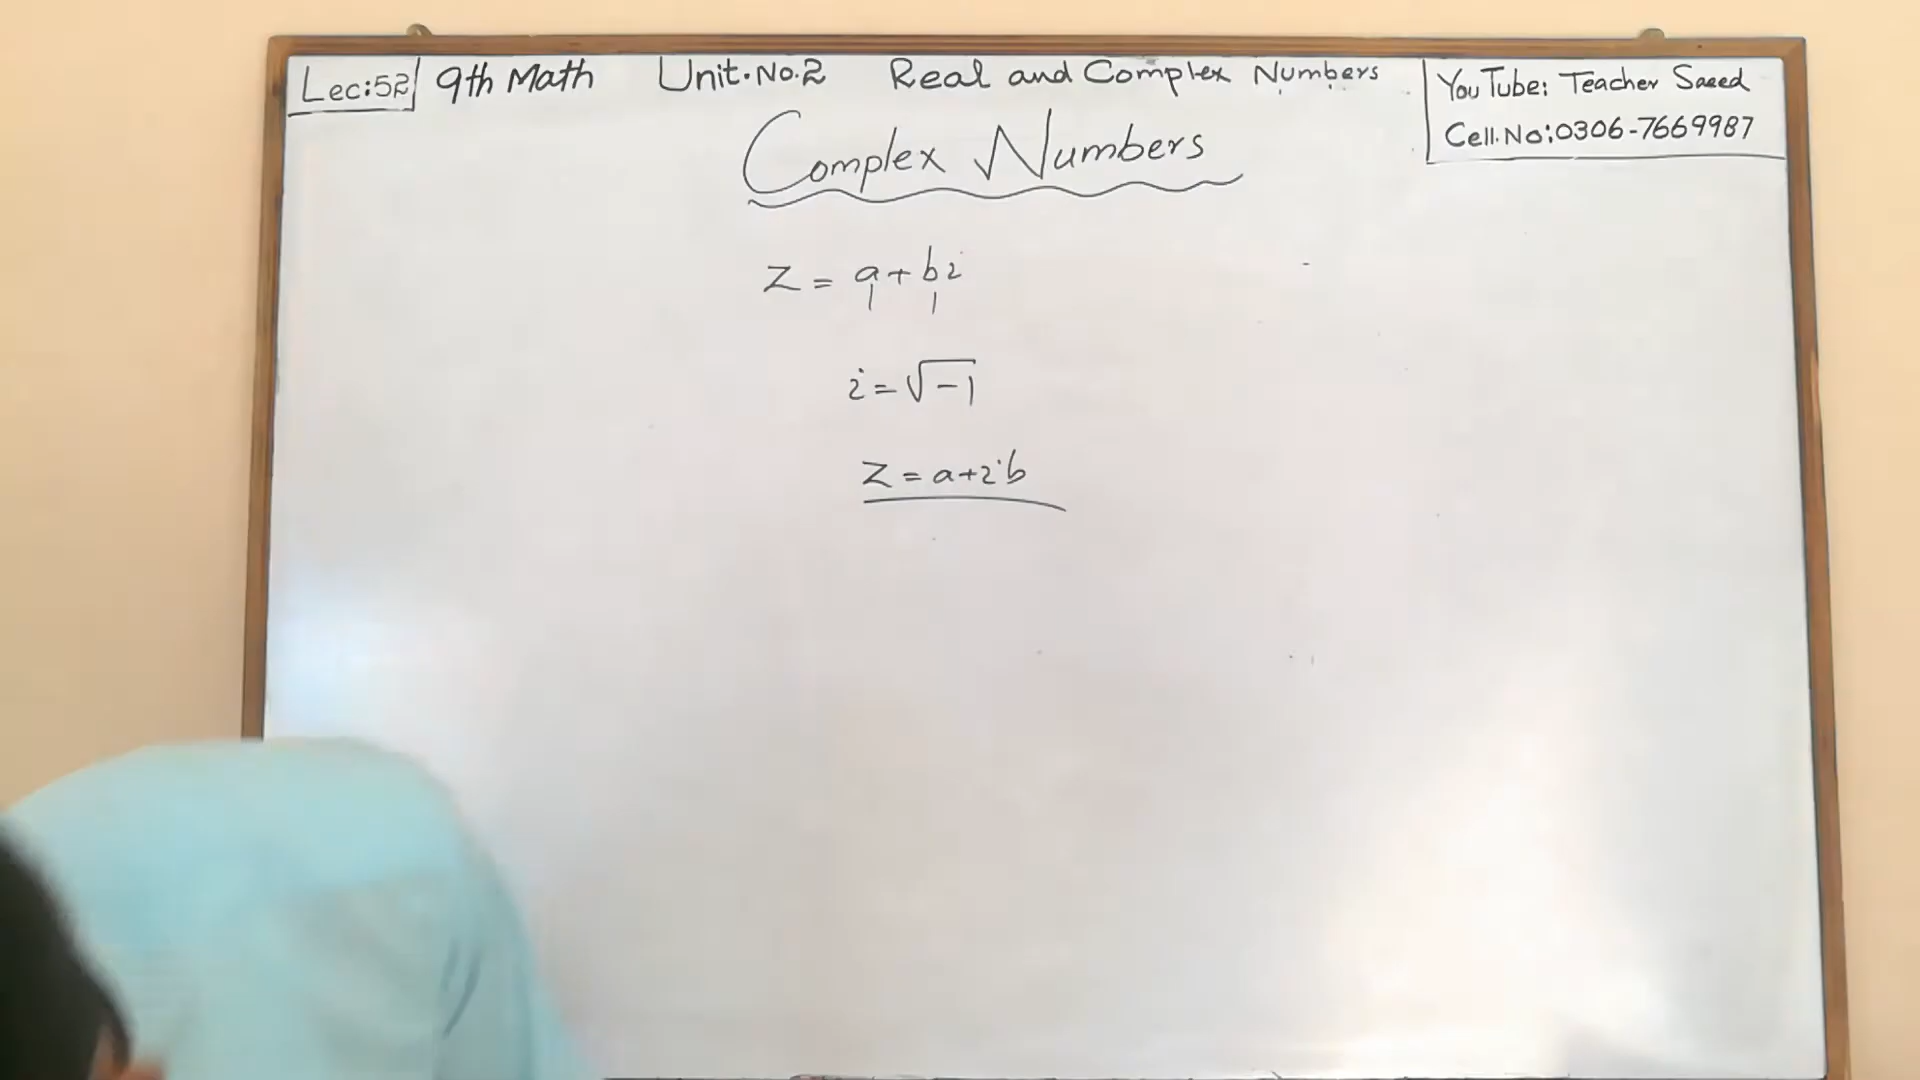 Lec:52 9th Math Unit.No.2 Real and Complex Numbers
YouTube: Teacher Saeed
Cell.No:0306-7669987
Complex Numbers
Z = a+bi
i=√-1
Z = a+ib